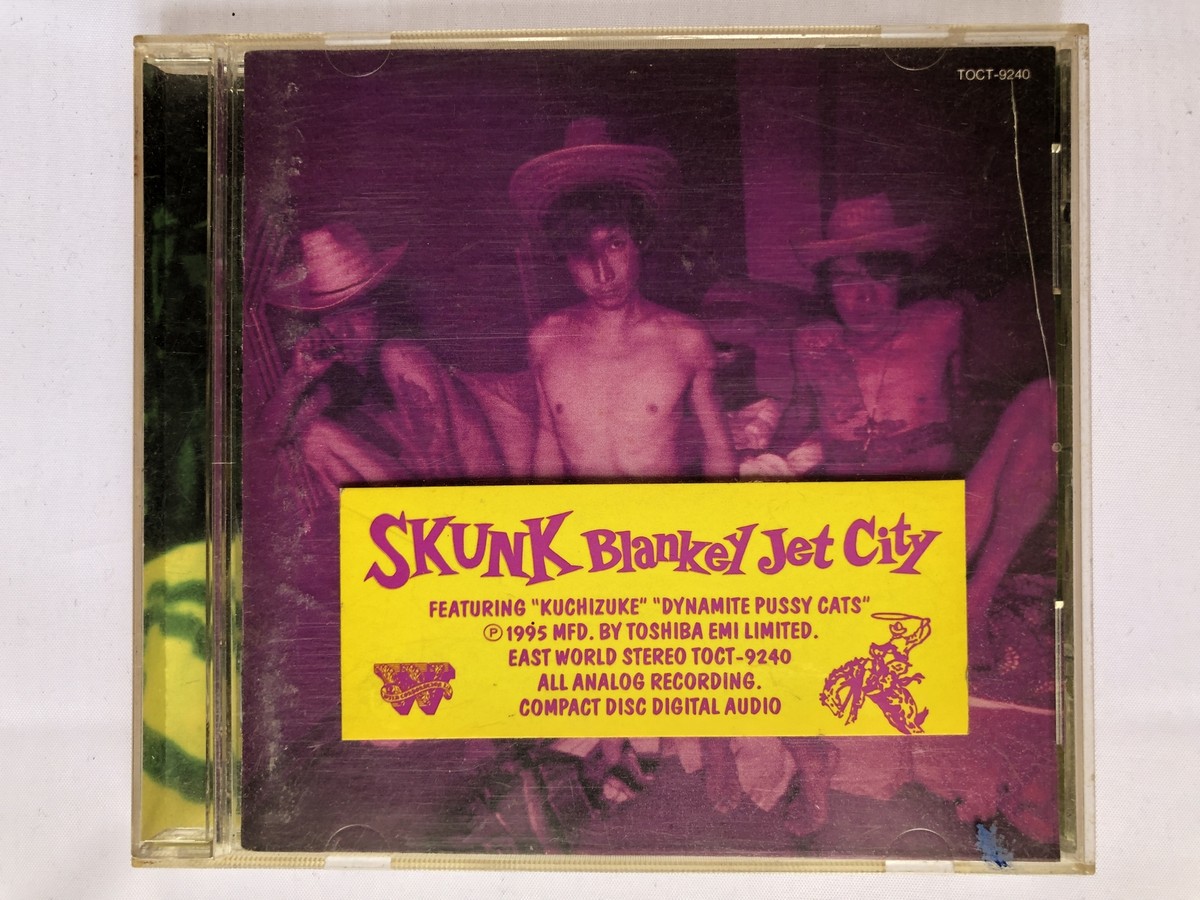 TOCT-9240
SKUNK Blankey Jet City
FEATURING "KUCHIZUKE" "DYNAMITE PUSSY CATS"
Ⓟ1995 MFD. BY TOSHIBA EMI LIMITED.
EAST WORLD STEREO TOCT-9240
ALL ANALOG RECORDING.
COMPACT DISC DIGITAL AUDIO
W